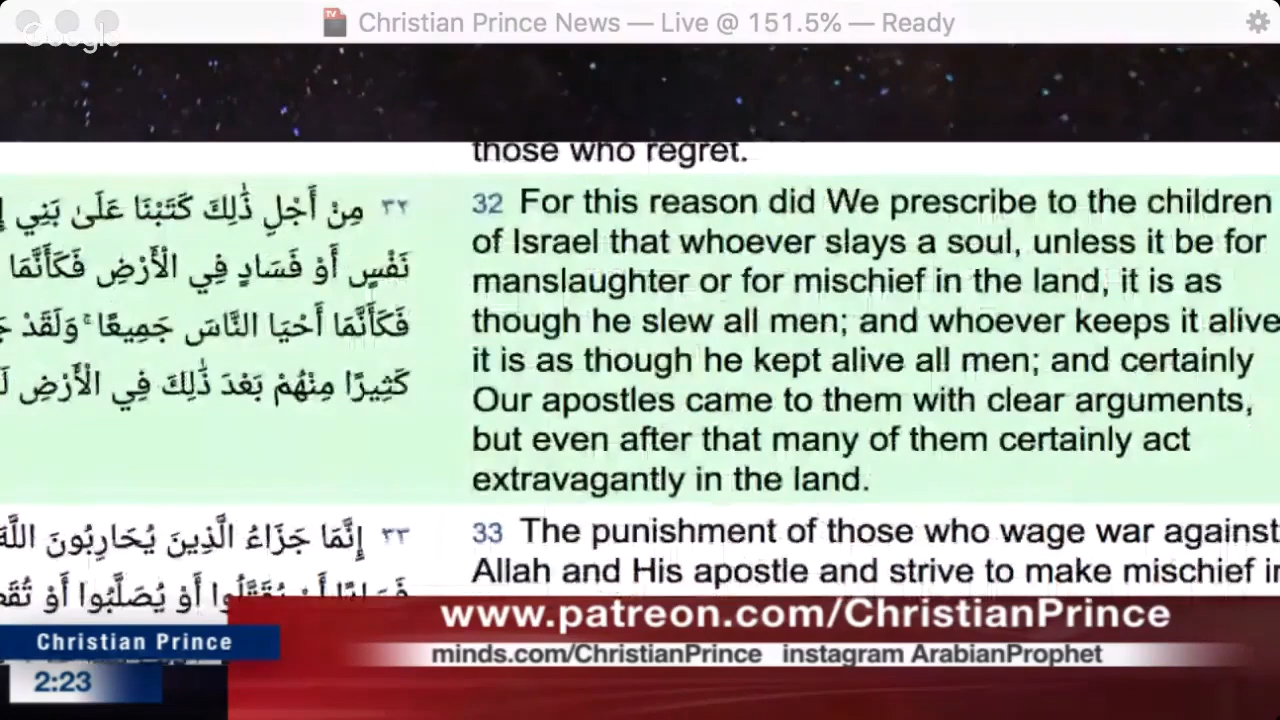 Christian Prince News — Live @ 151.5% — Ready
Google
those who regret.
٣٢ مِنْ أَجْلِ ذَٰلِكَ كَتَبْنَا عَلَىٰ بَنِي
نَفْسٍ أَوْ فَسَادٍ فِي الْأَرْضِ فَكَأَنَّمَا
فَكَأَنَّمَا أَحْيَا النَّاسَ جَمِيعًا ۚ وَلَقَدْ
كَثِيرًا مِنْهُمْ بَعْدَ ذَٰلِكَ فِي الْأَرْضِ
32 For this reason did We prescribe to the children
of Israel that whoever slays a soul, unless it be for
manslaughter or for mischief in the land, it is as
though he slew all men; and whoever keeps it alive
it is as though he kept alive all men; and certainly
Our apostles came to them with clear arguments,
but even after that many of them certainly act
extravagantly in the land.
٣٣ إِنَّمَا جَزَاءُ الَّذِينَ يُحَارِبُونَ اللَّهَ
أَوْ يُصَلَّبُوا أَوْ
33 The punishment of those who wage war against
Allah and His apostle and strive to make mischief in
www.patreon.com/ChristianPrince
Christian Prince
minds.com/ChristianPrince instagram ArabianProphet
2:23